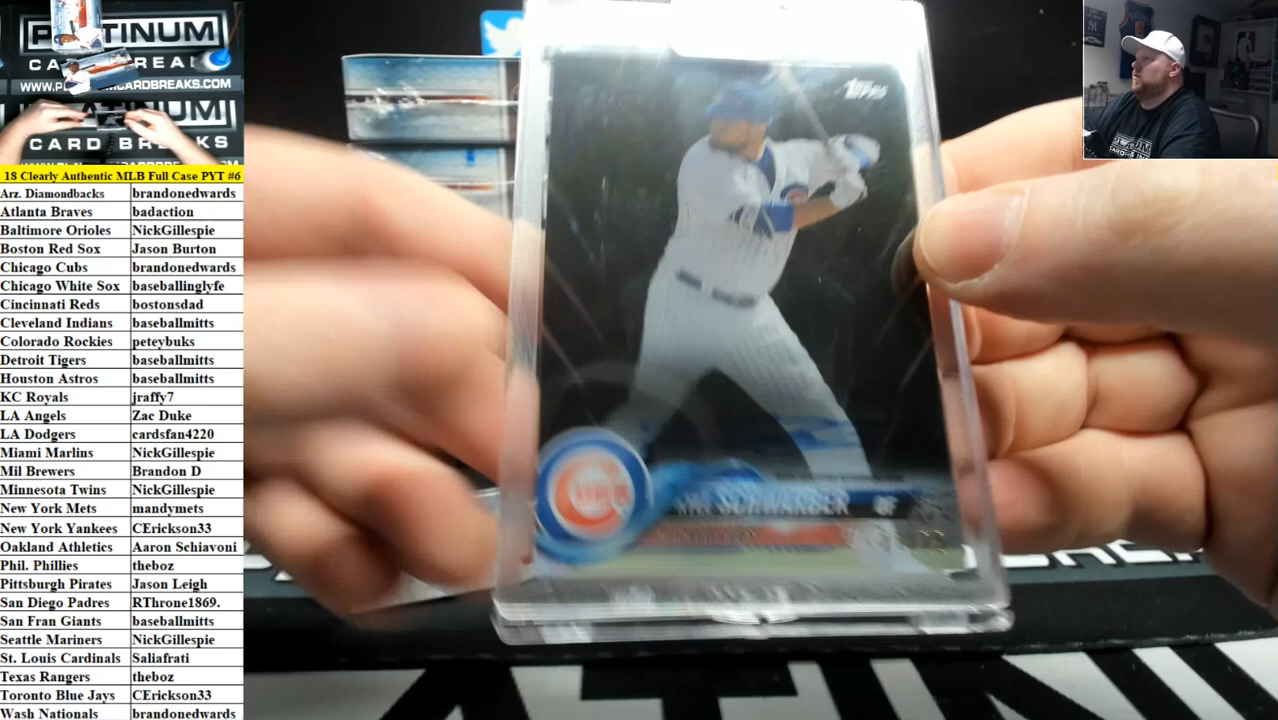 PLATINUM
WWW.PLATINUMCARDBREAKS.COM
PLATINUM
CARD BREAKS
18 Clearly Authentic MLB Full Case PYT #6
Arz. Diamondbacks brandonedwards
Atlanta Braves badaction
Baltimore Orioles NickGillespie
Boston Red Sox Jason Burton
Chicago Cubs brandonedwards
Chicago White Sox baseballinglyfe
Cincinnati Reds bostonsdad
Cleveland Indians baseballmitts
Colorado Rockies peteybuks
Detroit Tigers baseballmitts
Houston Astros baseballmitts
KC Royals jraffy7
LA Angels Zac Duke
LA Dodgers cardsfan4220
Miami Marlins NickGillespie
Mil Brewers Brandon D
Minnesota Twins NickGillespie
New York Mets mandymets
New York Yankees CErickson33
Oakland Athletics Aaron Schiavoni
Phil. Phillies theboz
Pittsburgh Pirates Jason Leigh
San Diego Padres RThrone1869.
San Fran Giants baseballmitts
Seattle Mariners NickGillespie
St. Louis Cardinals Saliafrati
Texas Rangers theboz
Toronto Blue Jays CErickson33
Wash Nationals brandonedwards
Topps
CUBS
SCHWARBER